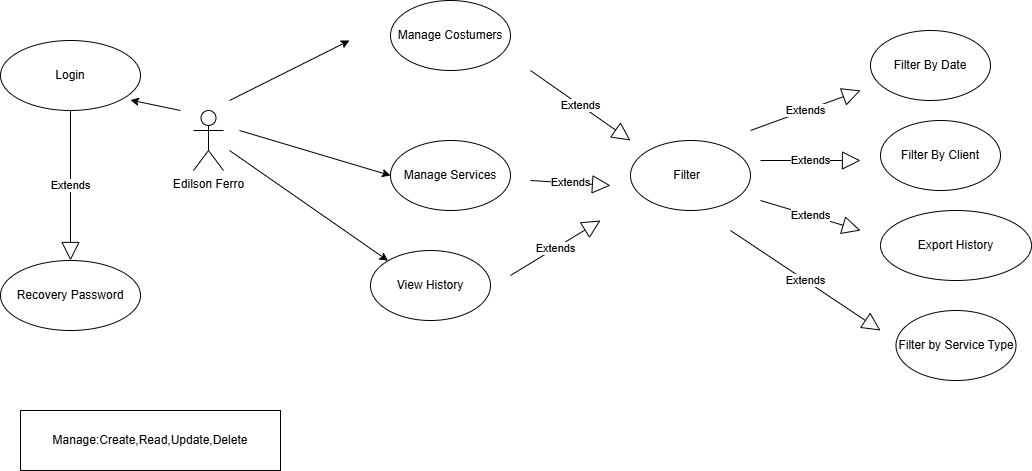 Manage Costumers
Login
Filter By Date
Extends
Extends
Filter By Client
Extends
Edilson Ferro
Manage Services
Extends
Filter
Extends
Extends
Extends
Export History
Extends
View History
Extends
Recovery Password
Filter by Service Type
Manage:Create,Read,Update,Delete